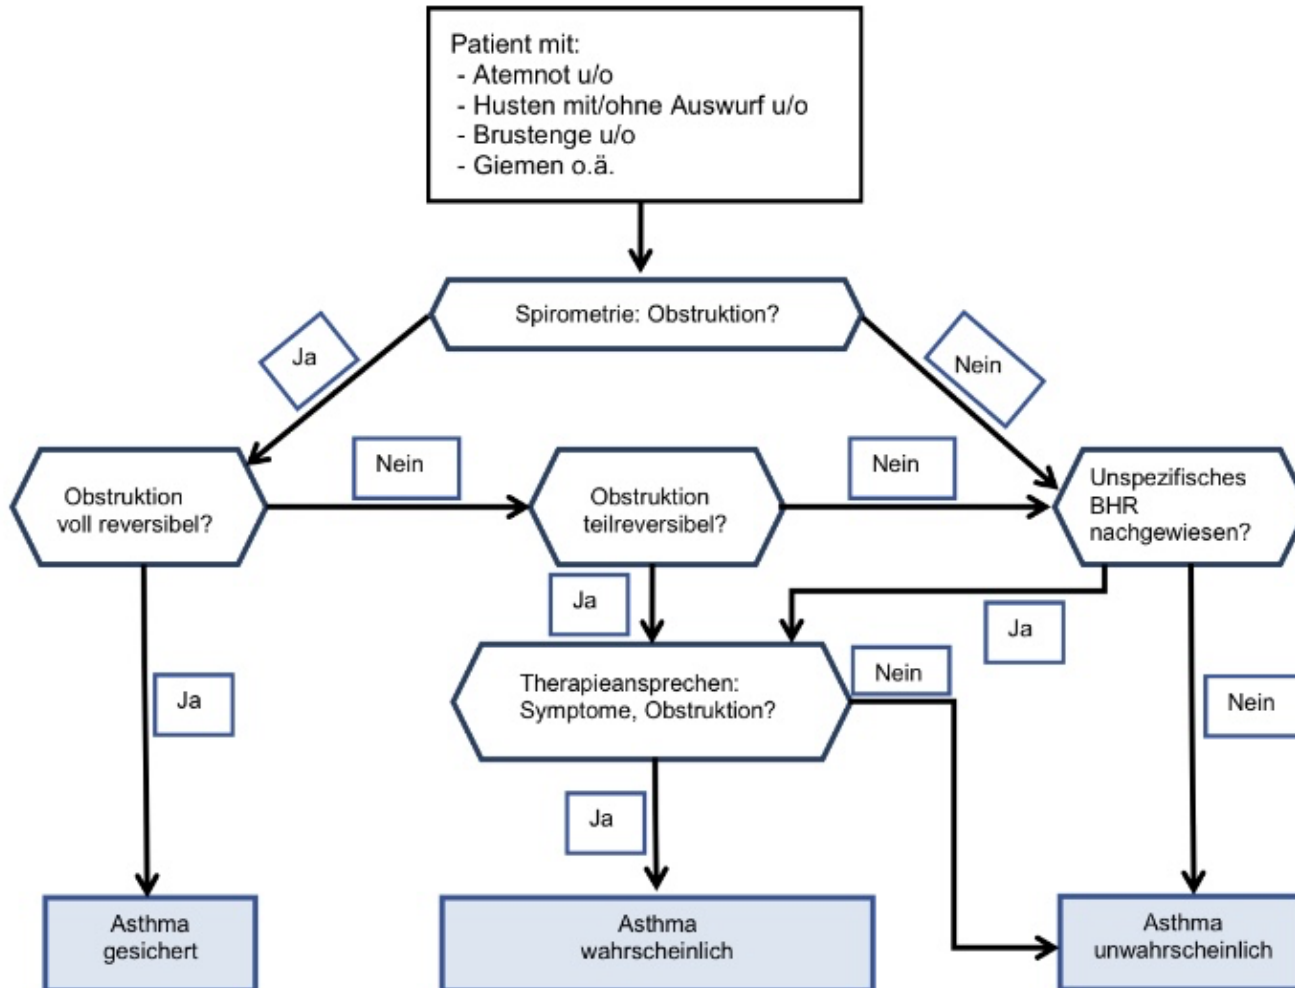 Patient mit:
- Atemnot u/o
- Husten mit/ohne Auswurf u/o
- Brustenge u/o
- Giemen o.ä.
Spirometrie: Obstruktion?
Ja
Nein
Obstruktion
voll reversibel?
Nein
Obstruktion
teilreversibel?
Nein
Unspezifisches
BHR
nachgewiesen?
Ja
Ja
Therapieansprechen:
Symptome, Obstruktion?
Nein
Ja
Nein
Ja
Asthma
gesichert
Asthma
wahrscheinlich
Asthma
unwahrscheinlich